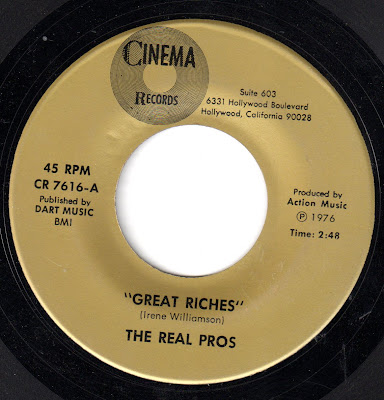 CINEMA
RECORDS
Suite 603
6331 Hollywood Boulevard
Hollywood, California 90028
45 RPM
CR 7616-A
Published by
DART MUSIC
BMI
Produced by
Action Music
Ⓟ 1976
Time: 2:48
"GREAT RICHES"
(Irene Williamson)
THE REAL PROS